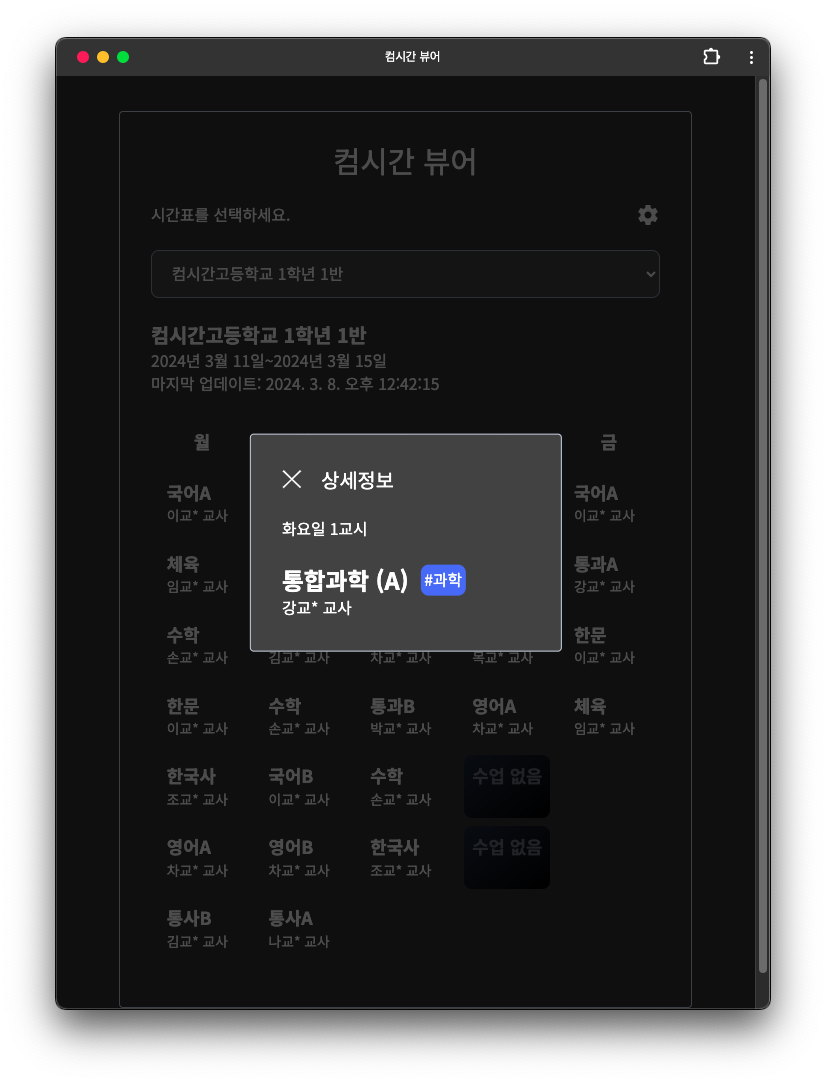 컴시간 뷰어
컴시간 뷰어
시간표를 선택하세요.
컴시간고등학교 1학년 1반
컴시간고등학교 1학년 1반
2024년 3월 11일~2024년 3월 15일
마지막 업데이트: 2024. 3. 8. 오후 12:42:15
월 금
상세정보
화요일 1교시
통합과학 (A) #과학
강교* 교사
국어A 국어A
이교* 교사 이교* 교사
체육 통과A
임교* 교사 강교* 교사
수학 한문
손교* 교사 김교* 교사 차교* 교사 목교* 교사 이교* 교사
한문 수학 통과B 영어A 체육
이교* 교사 손교* 교사 박교* 교사 차교* 교사 임교* 교사
한국사 국어B 수학 수업 없음
조교* 교사 이교* 교사 손교* 교사
영어A 영어B 한국사 수업 없음
차교* 교사 차교* 교사 조교* 교사
통사B 통사A
김교* 교사 나교* 교사